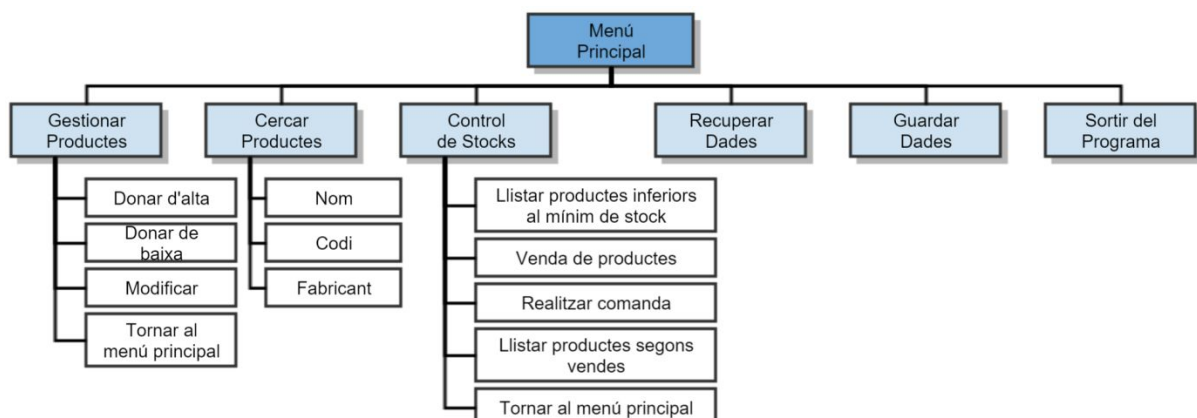 Menú
Principal
Gestionar
Productes
Cercar
Productes
Control
de Stocks
Recuperar
Dades
Guardar
Dades
Sortir del
Programa
Donar d'alta
Donar de
baixa
Modificar
Tornar al
menú principal
Nom
Codi
Fabricant
Llistar productes inferiors
al mínim de stock
Venda de productes
Realitzar comanda
Llistar productes segons
vendes
Tornar al menú principal